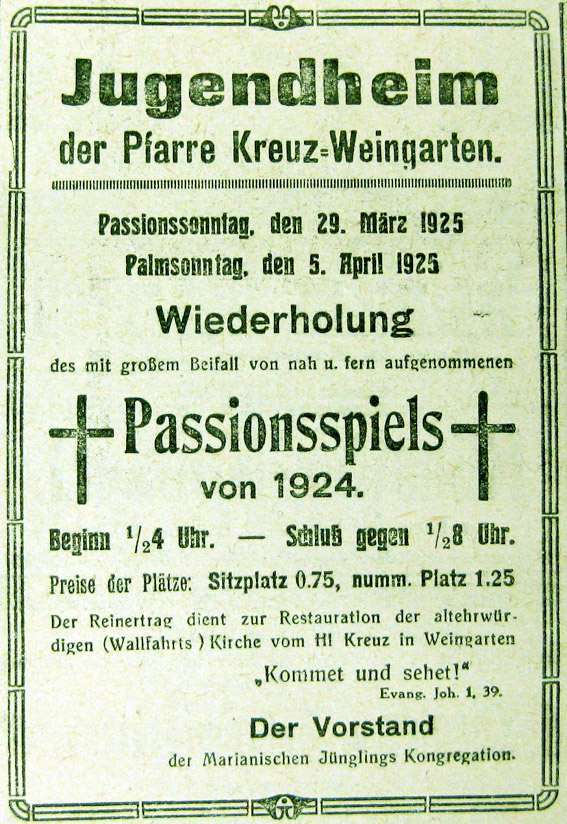 Jugendheim
der Pfarre Kreuz-Weingarten.
Passionssonntag, den 29. März 1925
Palmsonntag, den 5. April 1925
Wiederholung
des mit großem Beifall von nah u. fern aufgenommenen
Passionsspiels
von 1924.
Beginn 1/24 Uhr. — Schluß gegen 1/28 Uhr.
Preise der Plätze: Sitzplatz 0.75, numm. Platz 1.25
Der Reinertrag dient zur Restauration der altehrwür-
digen (Wallfahrts ) Kirche vom Hl Kreuz in Weingarten
„Kommet und sehet!“
Evang. Joh. 1, 39.
Der Vorstand
der Marianischen Jünglings Kongregation.